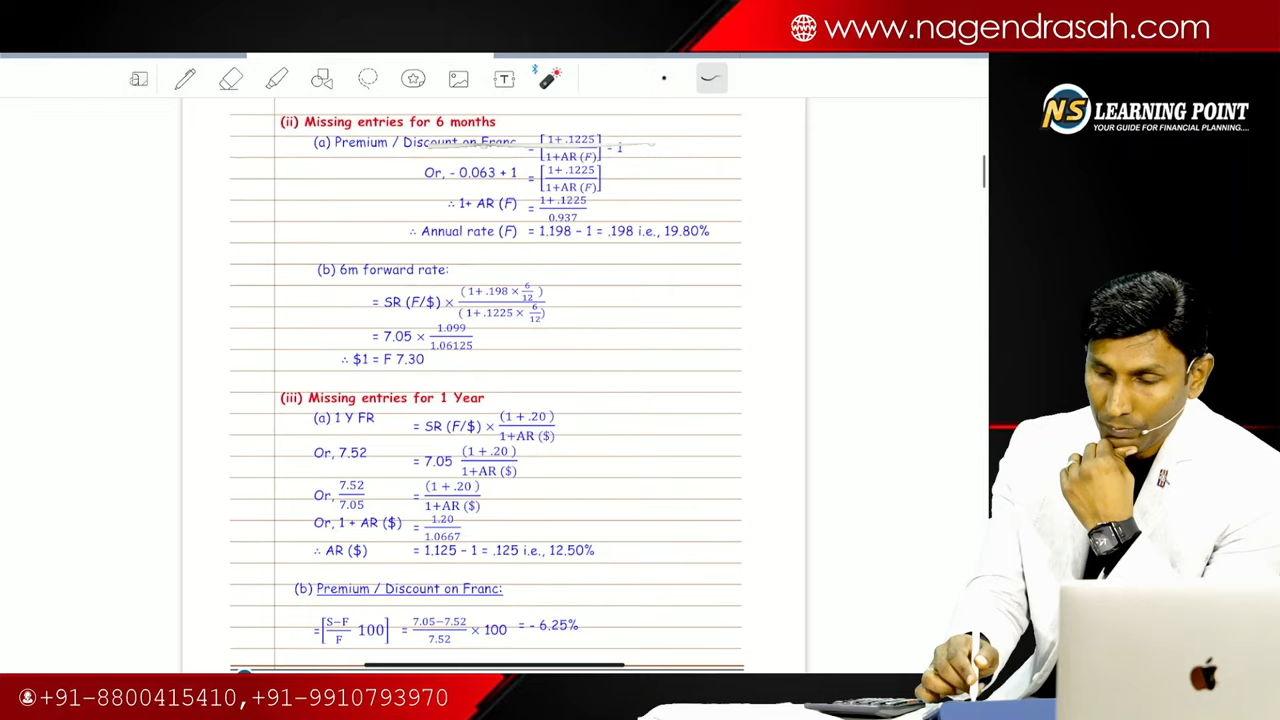 www.nagendrasah.com
NS LEARNING POINT
YOUR GUIDE FOR FINANCIAL PLANNING....
T
(ii) Missing entries for 6 months
(a) Premium / Discount on Franc = [1+ .1225 / 1+AR (F)] - 1
Or, - 0.063 + 1 = [1+ .1225 / 1+AR (F)]
∴ 1+ AR (F) = 1+ .1225 / 0.937
∴ Annual rate (F) = 1.198 – 1 = .198 i.e., 19.80%
(b) 6m forward rate:
= SR (F/$) × (1+ .198 × 6/12) / (1+ .1225 × 6/12)
= 7.05 × 1.099 / 1.06125
∴ $1 = F 7.30
(iii) Missing entries for 1 Year
(a) 1 Y FR = SR (F/$) × (1+ .20) / 1+AR ($)
Or, 7.52 = 7.05 (1+ .20) / 1+AR ($)
Or, 7.52 / 7.05 = (1 + .20) / 1+AR ($)
Or, 1 + AR ($) = 1.20 / 1.0667
∴ AR ($) = 1.125 – 1 = .125 i.e., 12.50%
(b) Premium / Discount on Franc:
=[S−F / F 100] = 7.05−7.52 / 7.52 × 100 = - 6.25%
+91-8800415410,+91-9910793970